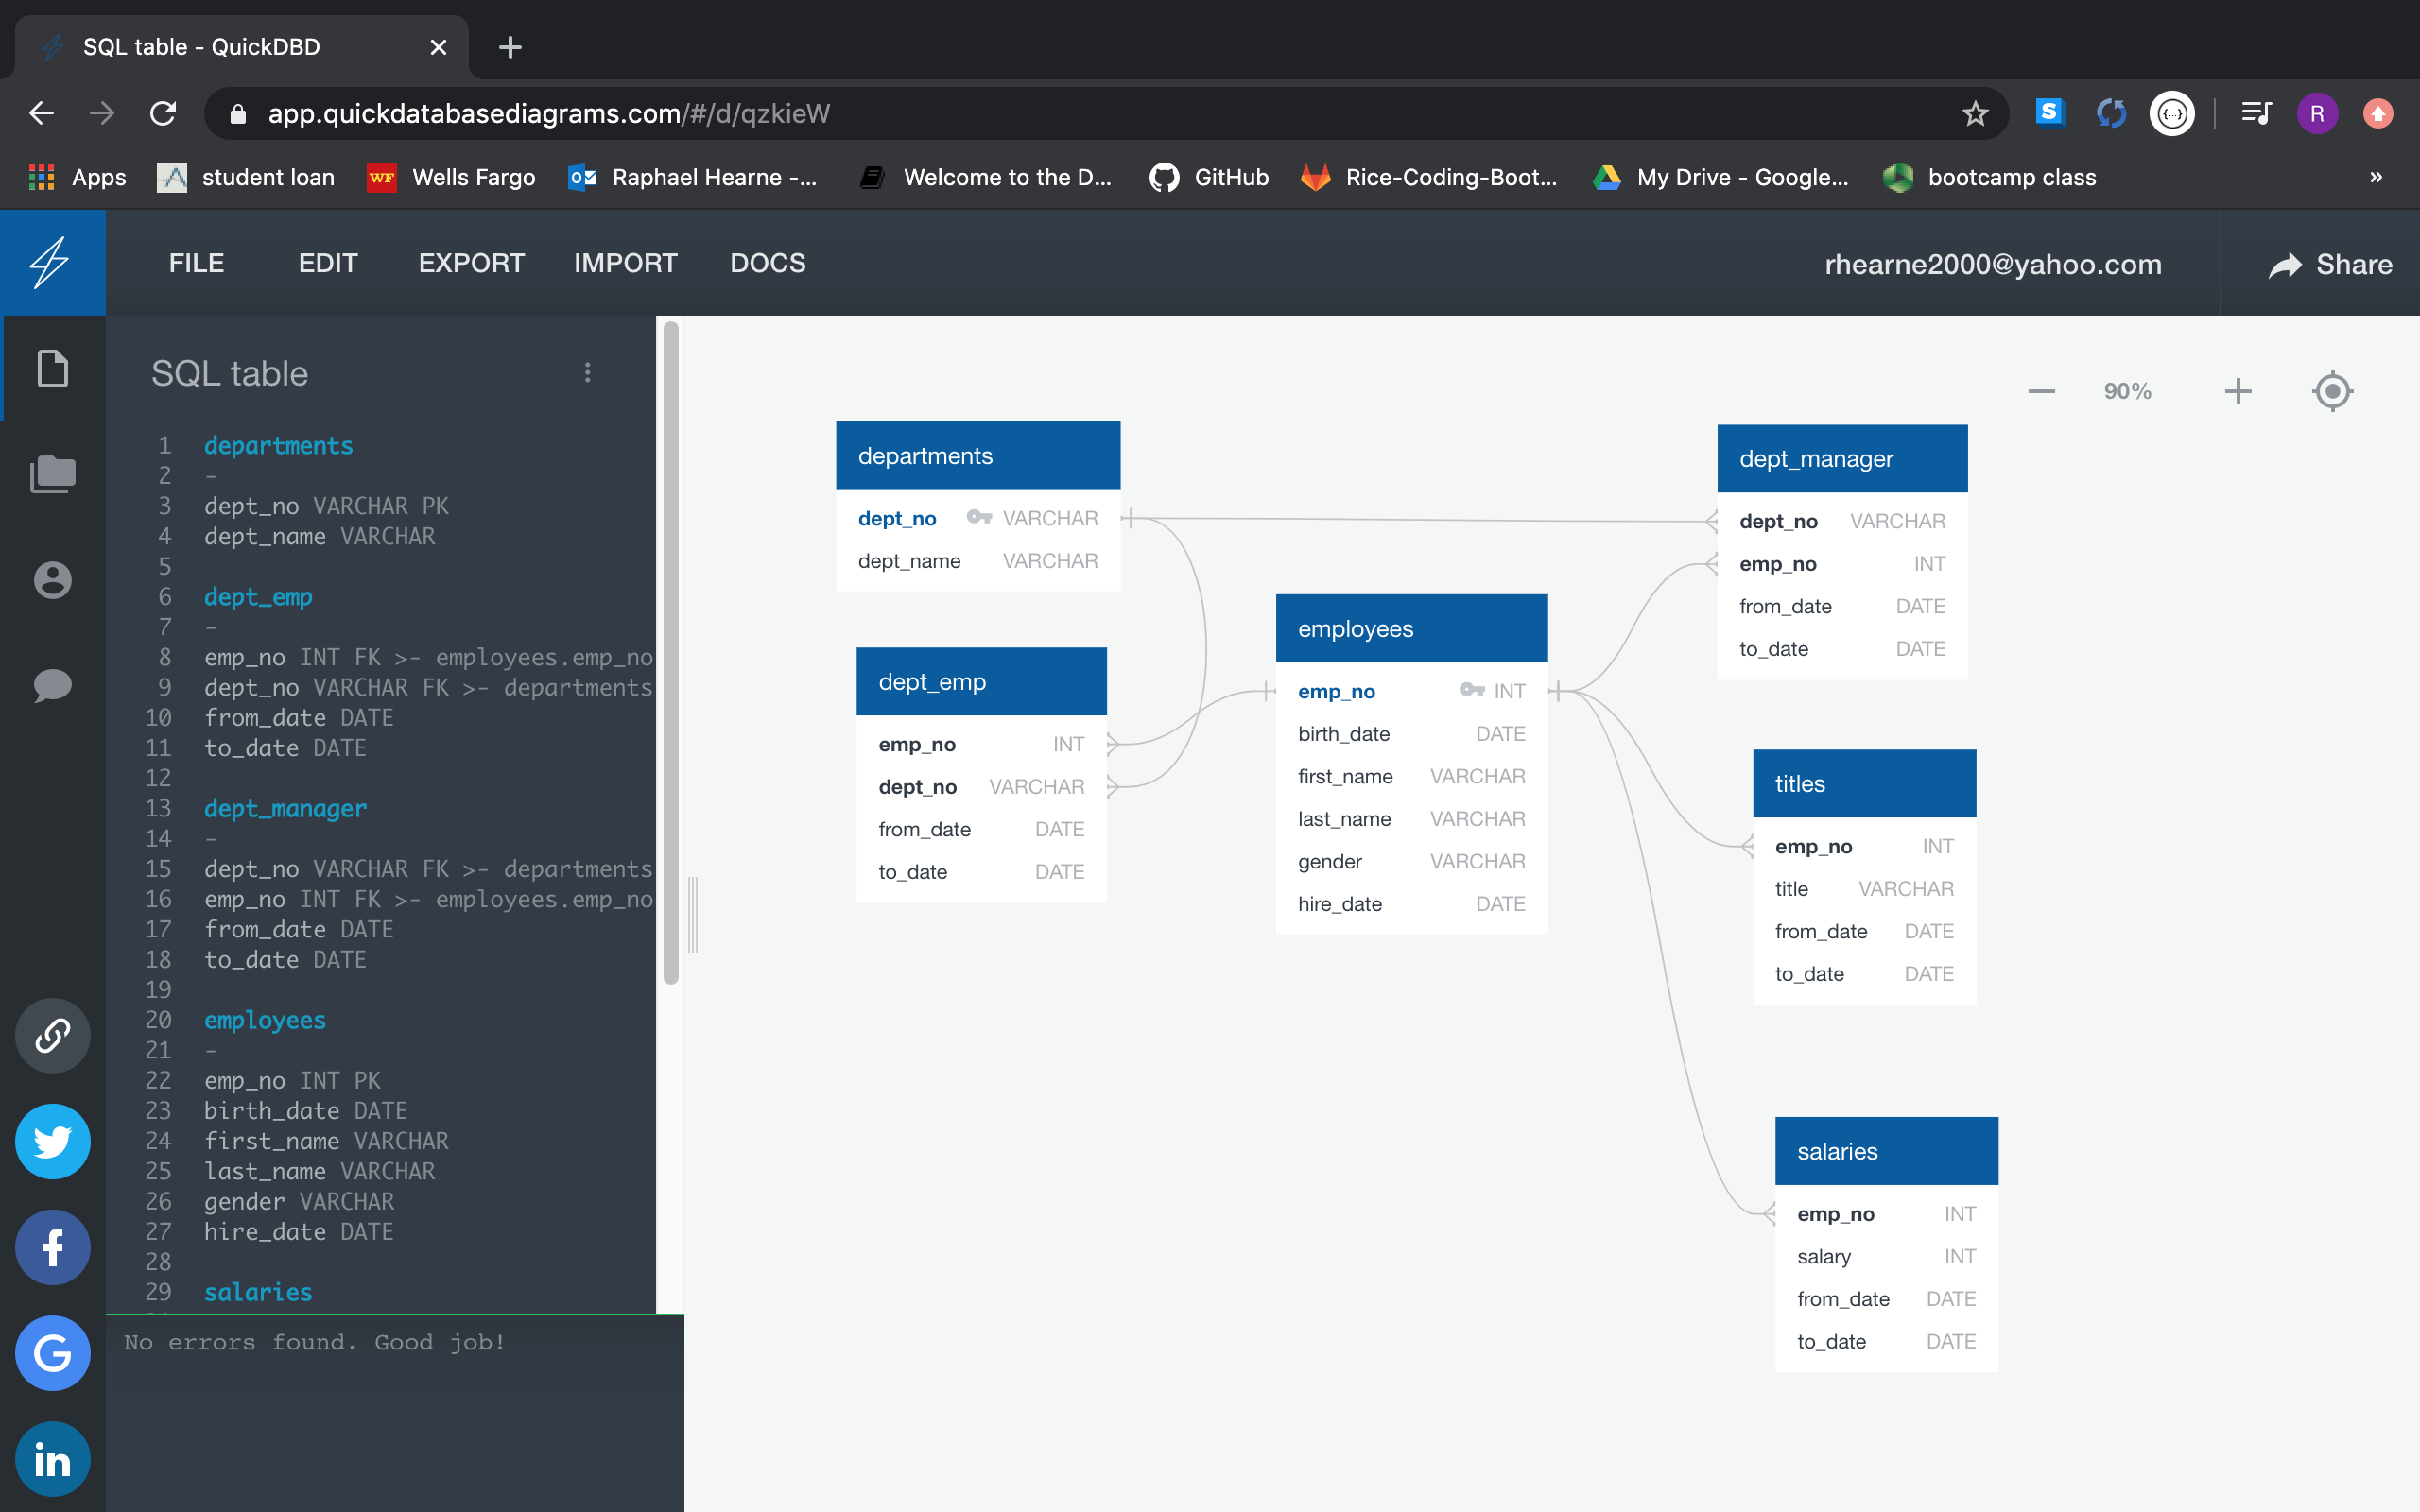 SQL table - QuickDBD
app.quickdatabasediagrams.com/#/d/qzkieW
S
{...}
R
Apps
student loan
WF Wells Fargo
Raphael Hearne -...
Welcome to the D...
GitHub
Rice-Coding-Boot...
My Drive - Google...
bootcamp class
»
FILE EDIT EXPORT IMPORT DOCS
rhearne2000@yahoo.com
Share
SQL table
1 departments
2 -
3 dept_no VARCHAR PK
4 dept_name VARCHAR
5
6 dept_emp
7 -
8 emp_no INT FK >- employees.emp_no
9 dept_no VARCHAR FK >- departments
10 from_date DATE
11 to_date DATE
12
13 dept_manager
14 -
15 dept_no VARCHAR FK >- departments
16 emp_no INT FK >- employees.emp_no
17 from_date DATE
18 to_date DATE
19
20 employees
21 -
22 emp_no INT PK
23 birth_date DATE
24 first_name VARCHAR
25 last_name VARCHAR
26 gender VARCHAR
27 hire_date DATE
28
29 salaries
No errors found. Good job!
90%
departments
dept_no VARCHAR
dept_name VARCHAR
dept_emp
emp_no INT
dept_no VARCHAR
from_date DATE
to_date DATE
employees
emp_no INT
birth_date DATE
first_name VARCHAR
last_name VARCHAR
gender VARCHAR
hire_date DATE
dept_manager
dept_no VARCHAR
emp_no INT
from_date DATE
to_date DATE
titles
emp_no INT
title VARCHAR
from_date DATE
to_date DATE
salaries
emp_no INT
salary INT
from_date DATE
to_date DATE
f
G
in